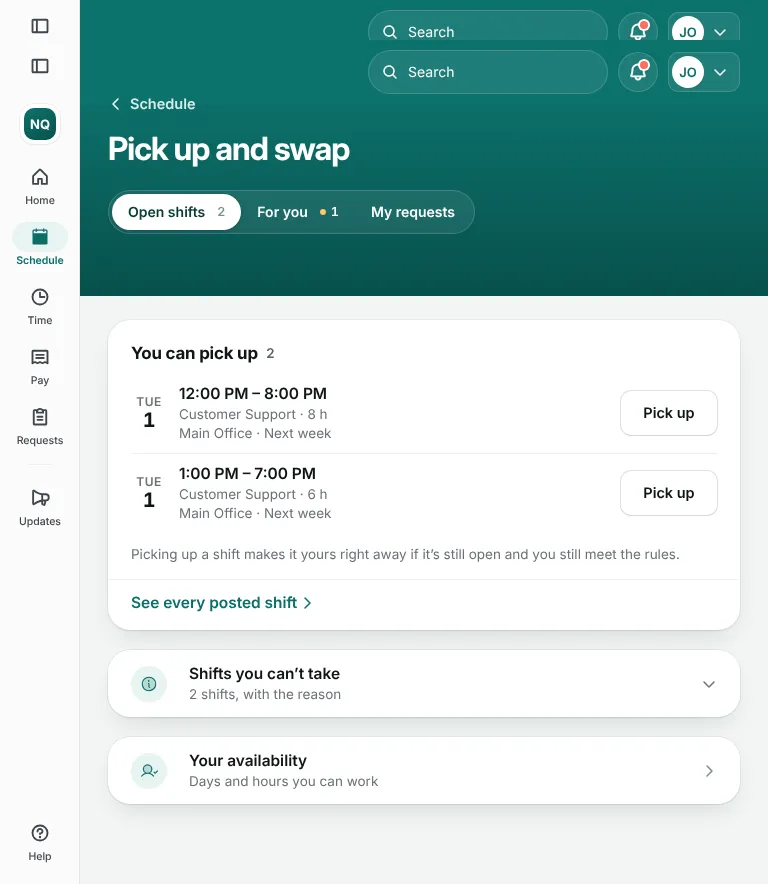 Search
JO
Search
JO
Schedule
NQ
Pick up and swap
Home
Open shifts 2
For you 1
My requests
Schedule
Time
Pay
Requests
Updates
Help
You can pick up 2
TUE
1
12:00 PM – 8:00 PM
Customer Support · 8 h
Main Office · Next week
Pick up
TUE
1
1:00 PM – 7:00 PM
Customer Support · 6 h
Main Office · Next week
Pick up
Picking up a shift makes it yours right away if it’s still open and you still meet the rules.
See every posted shift
Shifts you can’t take
2 shifts, with the reason
Your availability
Days and hours you can work